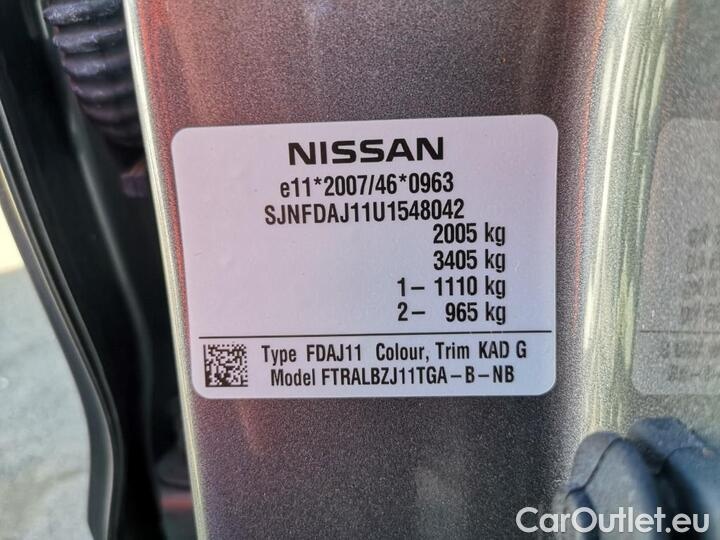 NISSAN
e11*2007/46*0963
SJNFDAJ11U1548042
2005 kg
3405 kg
1- 1110 kg
2- 965 kg
Type FDAJ11 Colour, Trim KAD G
Model FTRALBZJ11TGA-B-NB
CarOutlet.eu